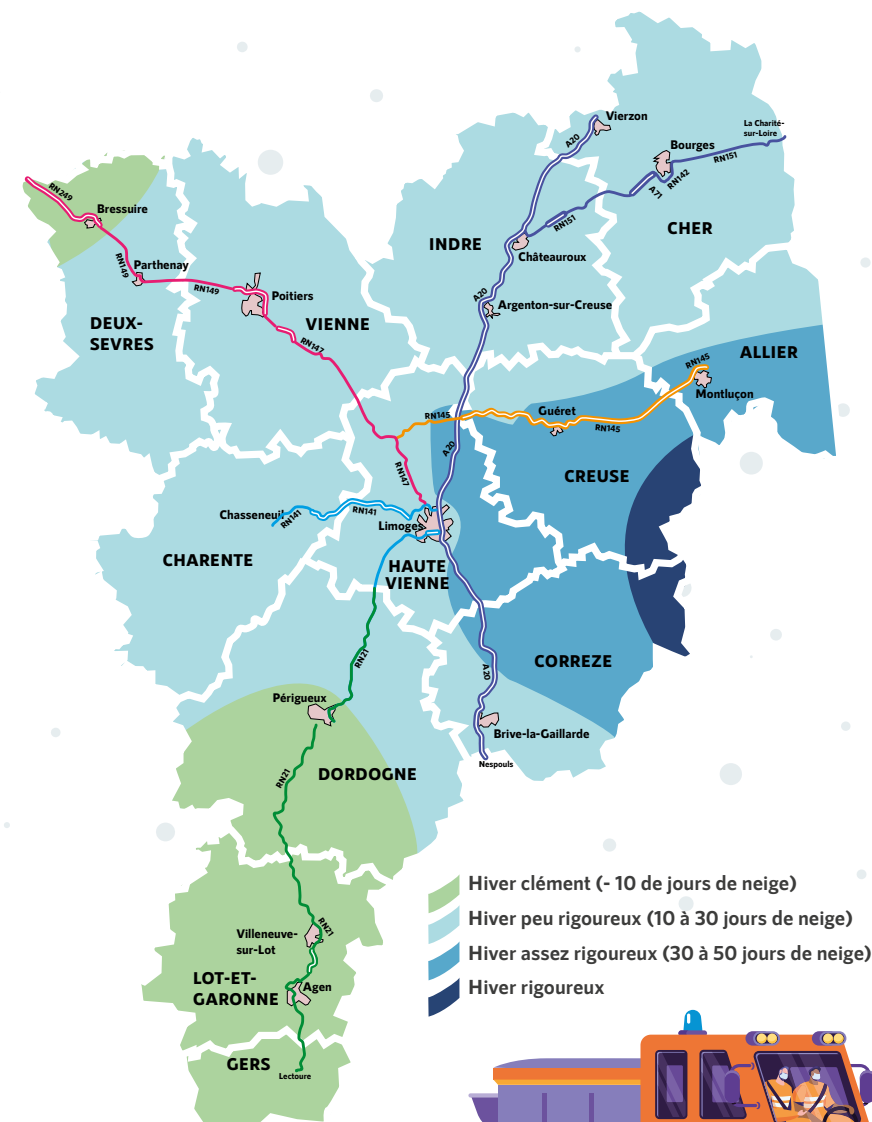 Vierzon
La Charité-
sur-Loire
A20
Bourges
RN151
RN142
A71
RN249
Bressuire
RN151
CHER
INDRE
Châteauroux
Parthenay
RN149
RN149
Poitiers
A20
Argenton-sur-Creuse
DEUX-
SEVRES
VIENNE
RN147
ALLIER
RN145
Montluçon
RN145
Guéret
RN145
A20
RN147
CREUSE
Chasseneuil
RN141
RN141
Limoges
CHARENTE
HAUTE
VIENNE
RN21
CORREZE
A20
Périgueux
Brive-la-Gaillarde
Nespouls
RN21
DORDOGNE
Hiver clément (- 10 de jours de neige)
Hiver peu rigoureux (10 à 30 jours de neige)
Hiver assez rigoureux (30 à 50 jours de neige)
Hiver rigoureux
RN21
Villeneuve-
sur-Lot
LOT-ET-
GARONNE
Agen
GERS
Lectoure